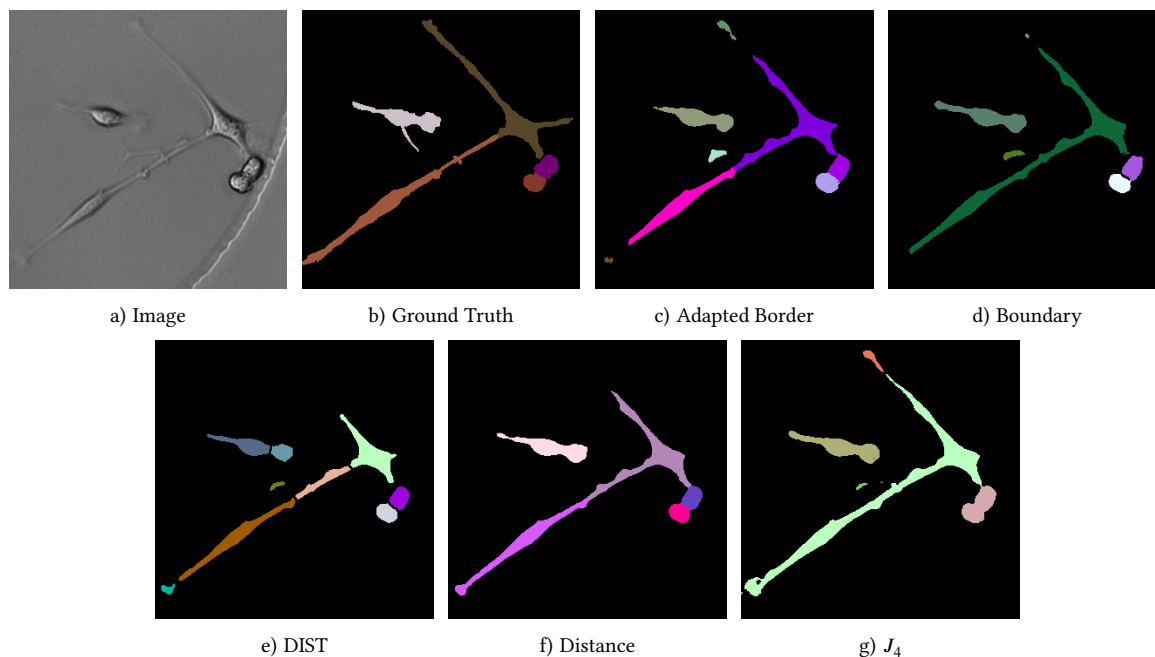 a) Image
b) Ground Truth
c) Adapted Border
d) Boundary
e) DIST
f) Distance
g) J₄